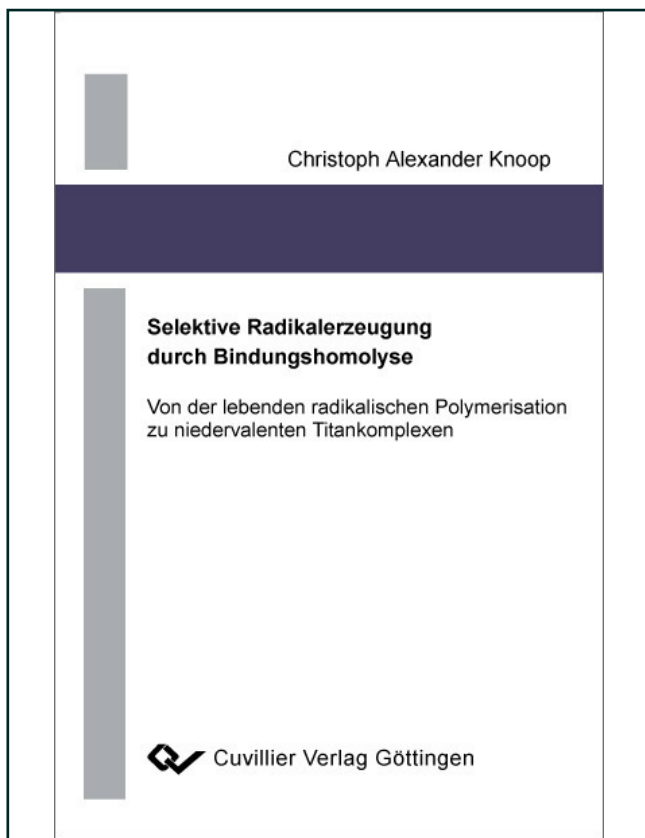 Christoph Alexander Knoop
Selektive Radikalerzeugung
durch Bindungshomolyse
Von der lebenden radikalischen Polymerisation
zu niedervalenten Titankomplexen
Cuvillier Verlag Göttingen